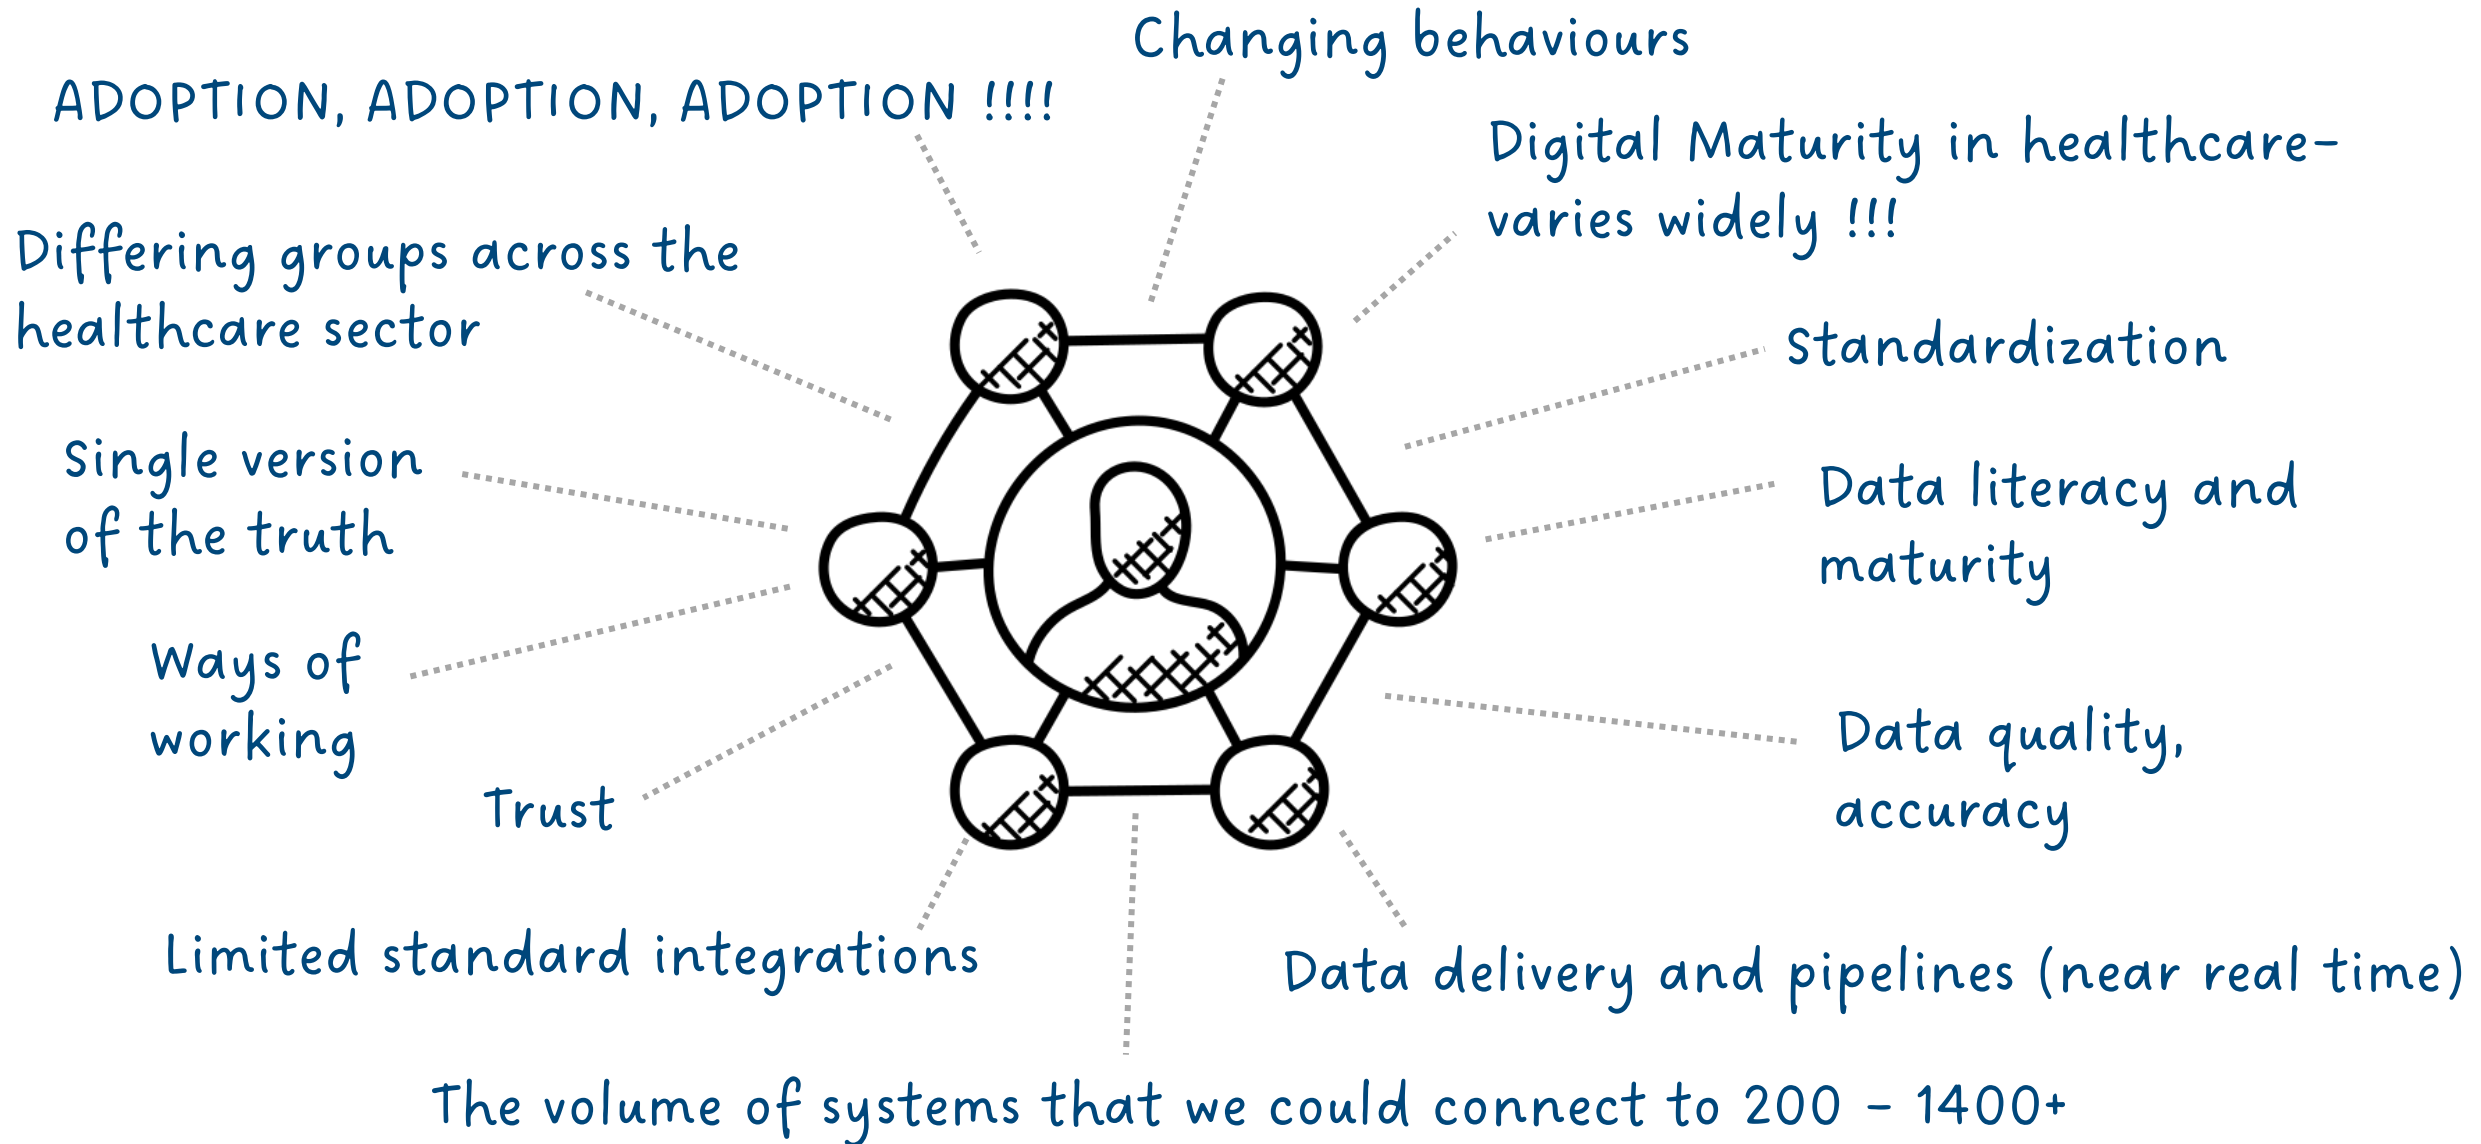 Changing behaviours
ADOPTION, ADOPTION, ADOPTION !!!!
Digital Maturity in healthcare-
varies widely !!!
Differing groups across the
healthcare sector
Standardization
Single version
of the truth
Data literacy and
maturity
Ways of
working
Data quality,
accuracy
Trust
Limited standard integrations
Data delivery and pipelines (near real time)
The volume of systems that we could connect to 200 - 1400+